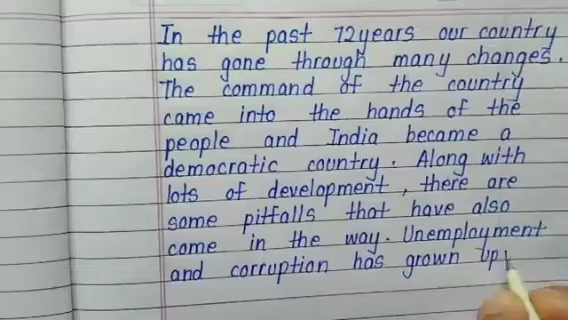 In the past 72years our country
has gone through many changes.
The command of the country
came into the hands of the
people and India became a
democratic country. Along with
lots of development, there are
some pitfalls that have also
come in the way. Unemployment
and corruption has grown up